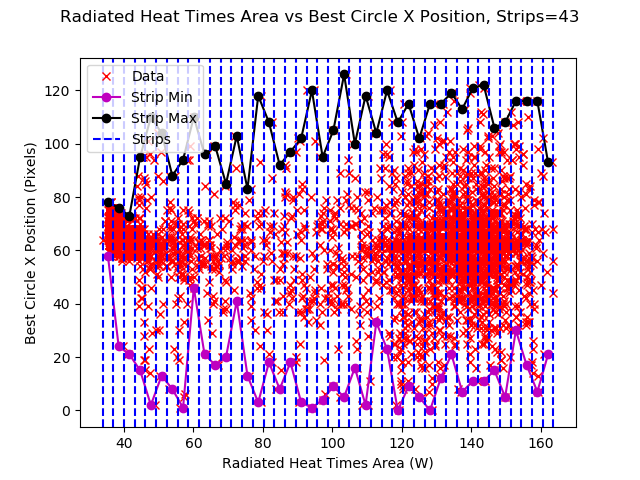 Radiated Heat Times Area vs Best Circle X Position, Strips=43
Data
Strip Min
Strip Max
Strips
Best Circle X Position (Pixels)
120
100
80
60
40
20
0
40 60 80 100 120 140 160
Radiated Heat Times Area (W)